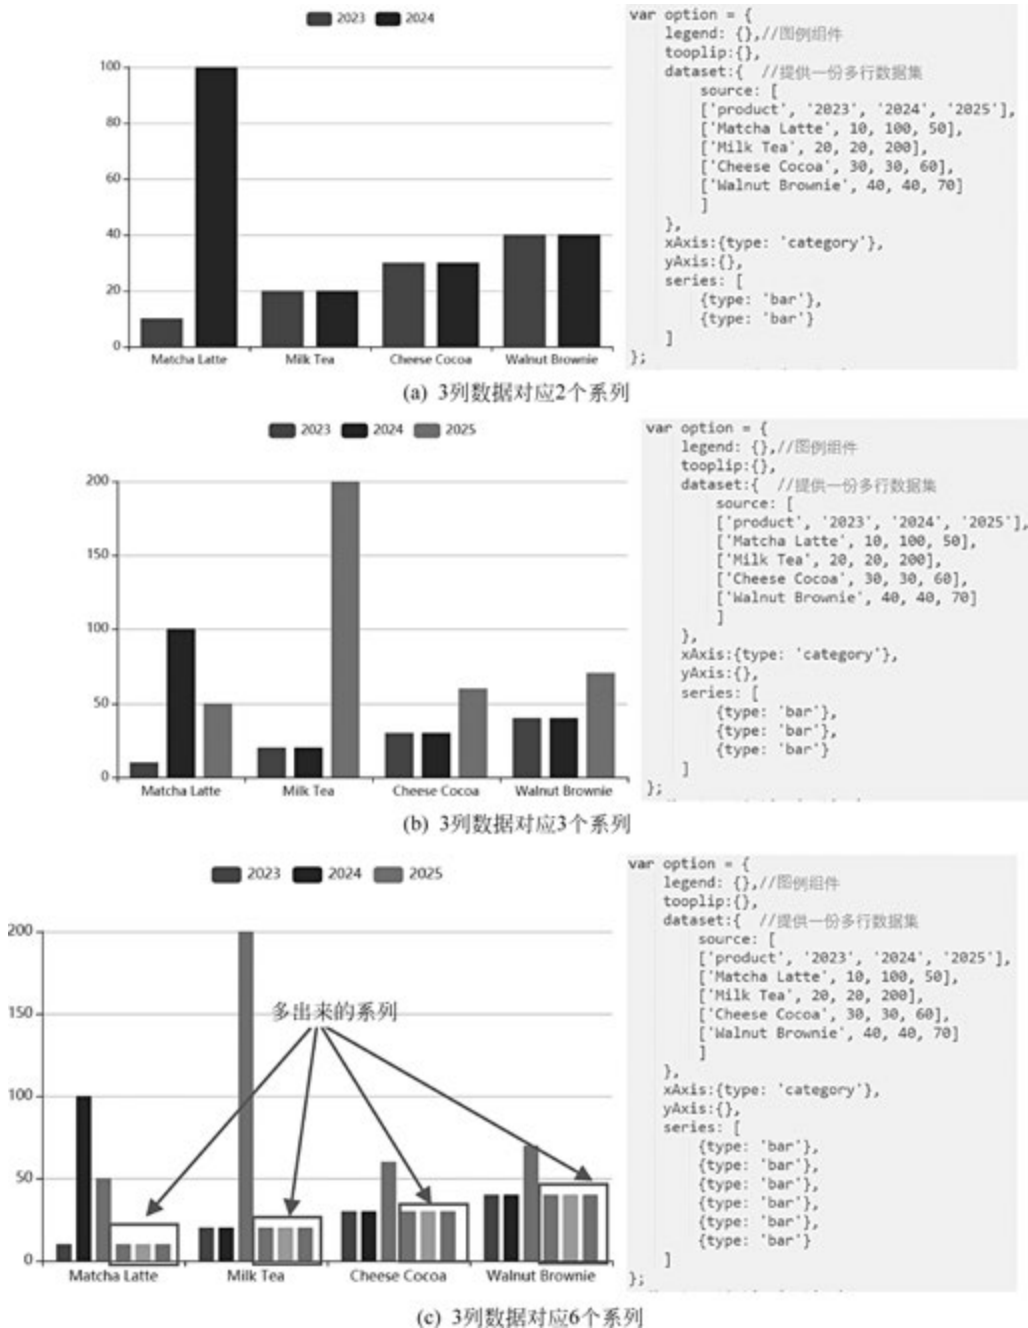 2023 2024
100
80
60
40
20
0
Matcha Latte Milk Tea Cheese Cocoa Walnut Brownie
var option = {
legend: {},//图例组件
tooplip:{},
dataset:{ //提供一份多行数据集
source: [
['product', '2023', '2024', '2025'],
['Matcha Latte', 10, 100, 50],
['Milk Tea', 20, 20, 200],
['Cheese Cocoa', 30, 30, 60],
['Walnut Brownie', 40, 40, 70]
]
},
xAxis:{type: 'category'},
yAxis:{},
series: [
{type: 'bar'},
{type: 'bar'}
]
};
(a) 3列数据对应2个系列
2023 2024 2025
200
150
100
50
0
Matcha Latte Milk Tea Cheese Cocoa Walnut Brownie
var option = {
legend: {},//图例组件
tooplip:{},
dataset:{ //提供一份多行数据集
source: [
['product', '2023', '2024', '2025'],
['Matcha Latte', 10, 100, 50],
['Milk Tea', 20, 20, 200],
['Cheese Cocoa', 30, 30, 60],
['Walnut Brownie', 40, 40, 70]
]
},
xAxis:{type: 'category'},
yAxis:{},
series: [
{type: 'bar'},
{type: 'bar'},
{type: 'bar'}
]
};
(b) 3列数据对应3个系列
2023 2024 2025
200
150
100
50
0
多出来的系列
Matcha Latte Milk Tea Cheese Cocoa Walnut Brownie
var option = {
legend: {},//图例组件
tooplip:{},
dataset:{ //提供一份多行数据集
source: [
['product', '2023', '2024', '2025'],
['Matcha Latte', 10, 100, 50],
['Milk Tea', 20, 20, 200],
['Cheese Cocoa', 30, 30, 60],
['Walnut Brownie', 40, 40, 70]
]
},
xAxis:{type: 'category'},
yAxis:{},
series: [
{type: 'bar'},
{type: 'bar'},
{type: 'bar'},
{type: 'bar'},
{type: 'bar'},
{type: 'bar'}
]
};
(c) 3列数据对应6个系列